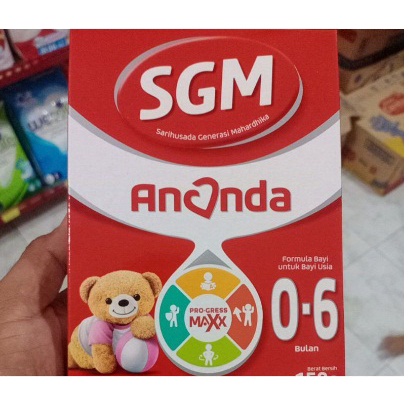 SGM
Sarihusada Generasi Mahardhika
Ananda
Formula Bayi
untuk Bayi Usia
0-6
Bulan
PRO-GRESS
MAXX
Berat Bersih